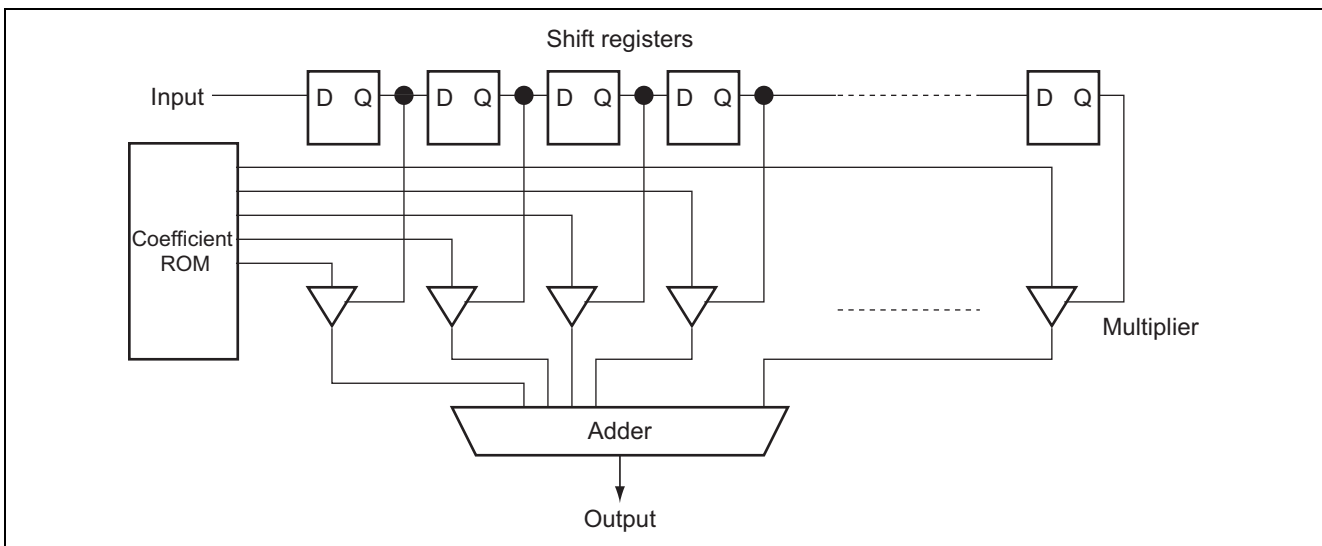 Shift registers
Input
D Q
D Q
D Q
D Q
D Q
Coefficient
ROM
Multiplier
Adder
Output